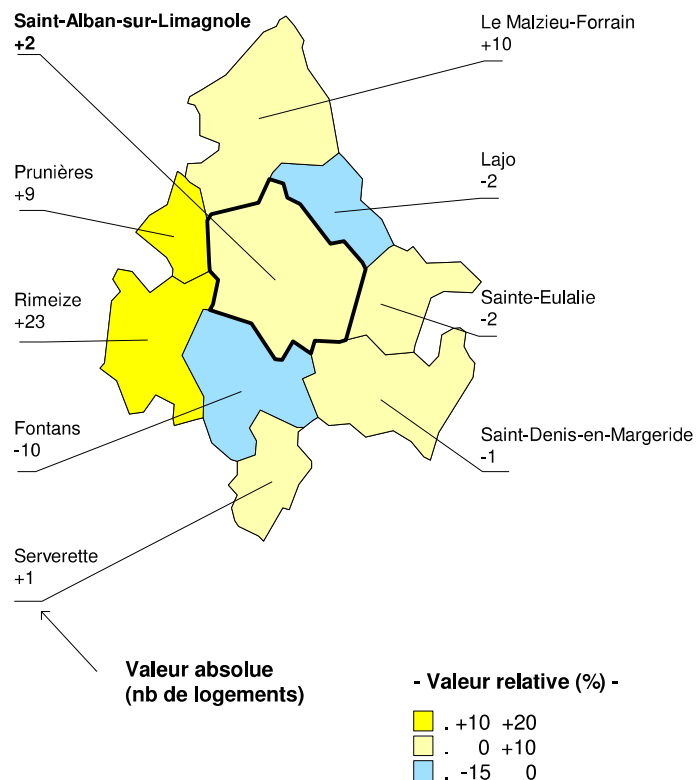 Saint-Alban-sur-Limagnole
+2
Le Malzieu-Forrain
+10
Prunières
+9
Lajo
-2
Rimeize
+23
Sainte-Eulalie
-2
Fontans
-10
Saint-Denis-en-Margeride
-1
Serverette
+1
Valeur absolue
(nb de logements)
- Valeur relative (%) -
. +10 +20
. 0 +10
. -15 0